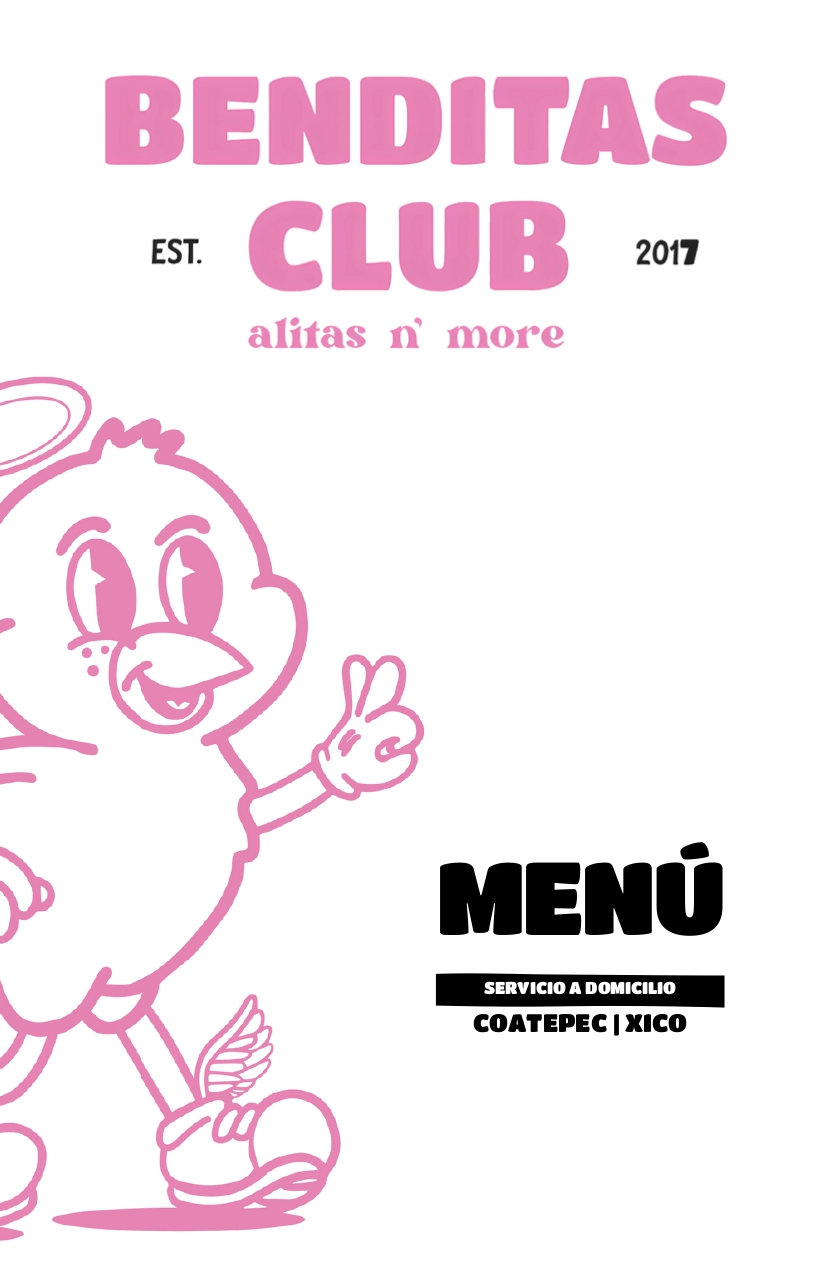 BENDITAS
CLUB
EST. 2017
alitas n' more
MENÚ
SERVICIO A DOMICILIO
COATEPEC | XICO